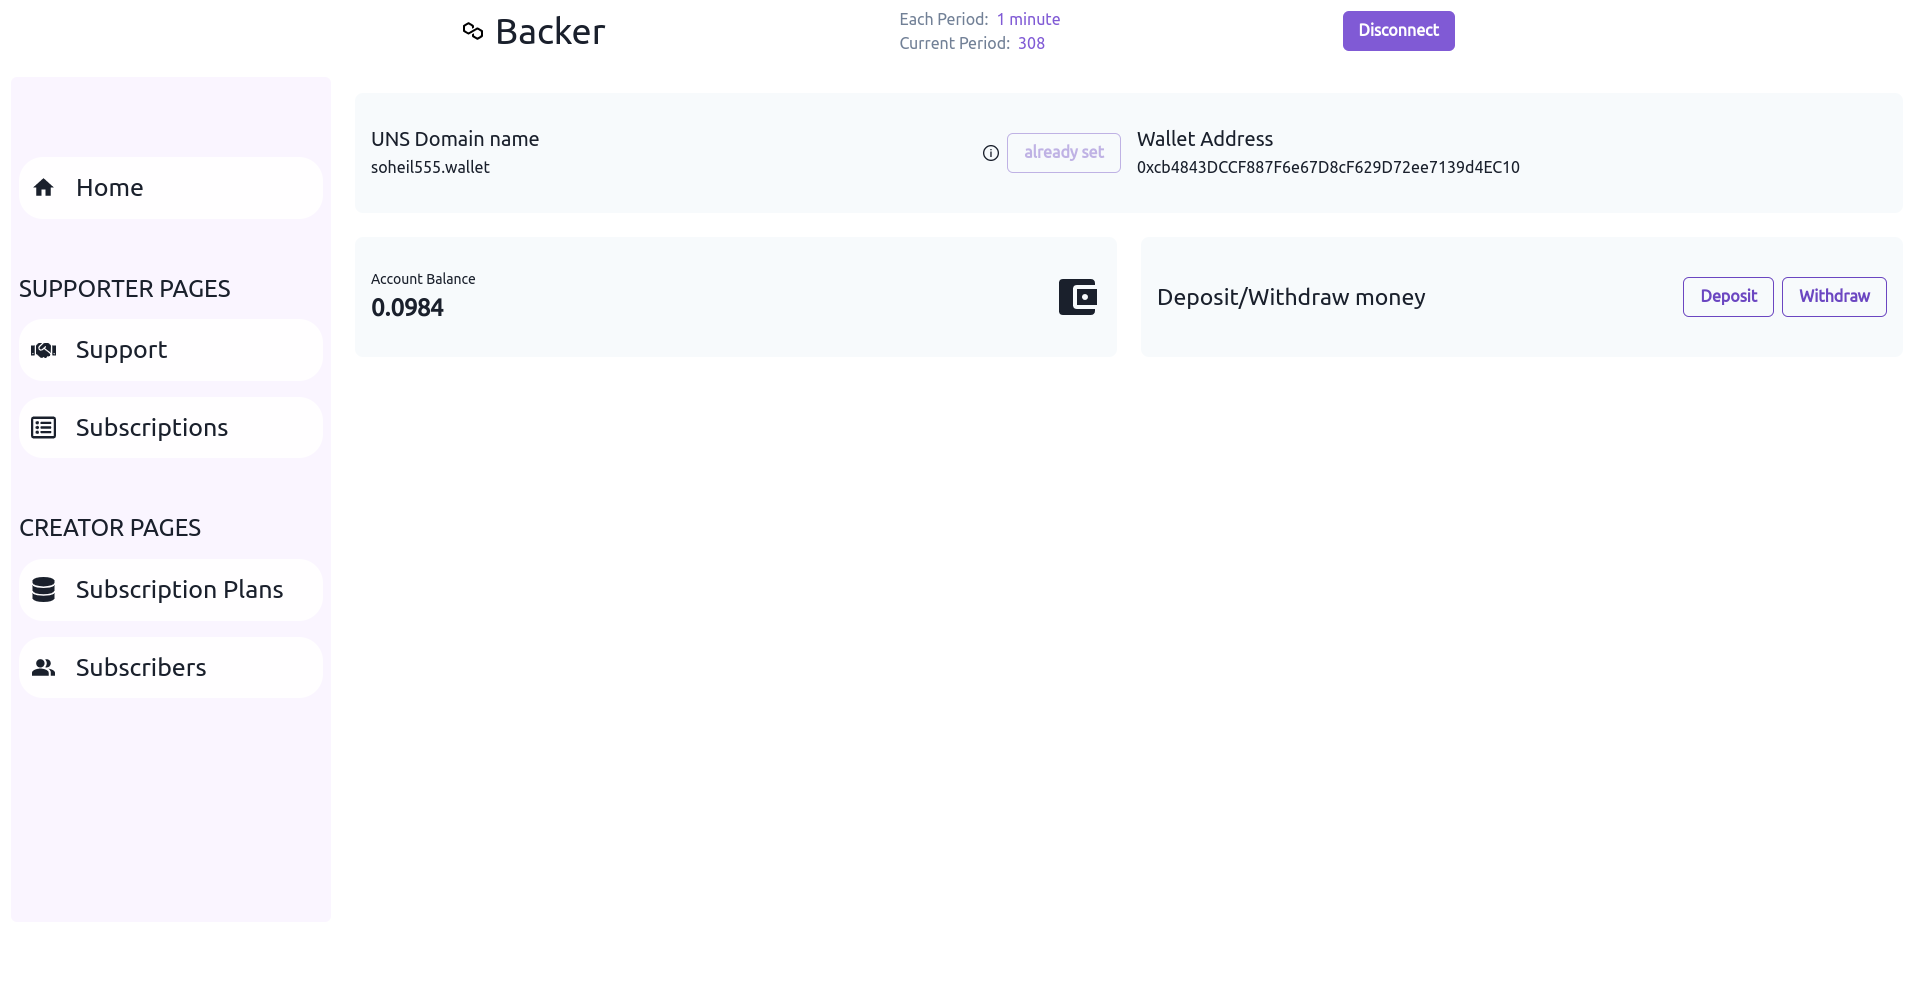 Backer
Each Period: 1 minute
Current Period: 308
Disconnect
Home
SUPPORTER PAGES
Support
Subscriptions
CREATOR PAGES
Subscription Plans
Subscribers
UNS Domain name
soheil555.wallet
already set
Wallet Address
0xcb4843DCCF887F6e67D8cF629D72ee7139d4EC10
Account Balance
0.0984
Deposit/Withdraw money
Deposit
Withdraw